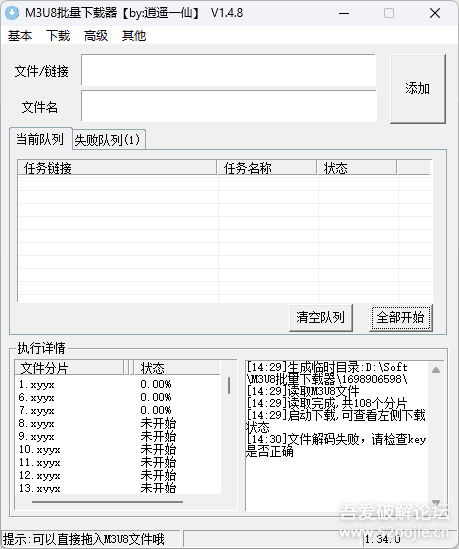 M3U8批量下载器【by:逍遥一仙】 V1.4.8
基本 下载 高级 其他
文件/链接
添加
文件名
当前队列 失败队列(1)
任务链接 任务名称 状态
清空队列 全部开始
执行详情
文件分片 状态
1.xyyx 0.00%
6.xyyx 0.00%
7.xyyx 0.00%
8.xyyx 未开始
9.xyyx 未开始
10.xyyx 未开始
11.xyyx 未开始
12.xyyx 未开始
13.xyyx 未开始
[14:29]生成临时目录:D:\Soft
\M3U8批量下载器\1698906598\
[14:29]读取M3U8文件
[14:29]读取完成,共108个分片
[14:29]启动下载,可查看左侧下载
状态
[14:30]文件解码失败，请检查key
是否正确
提示:可以直接拖入M3U8文件哦
1.34.0
吾爱破解论坛
www.52pojie.cn